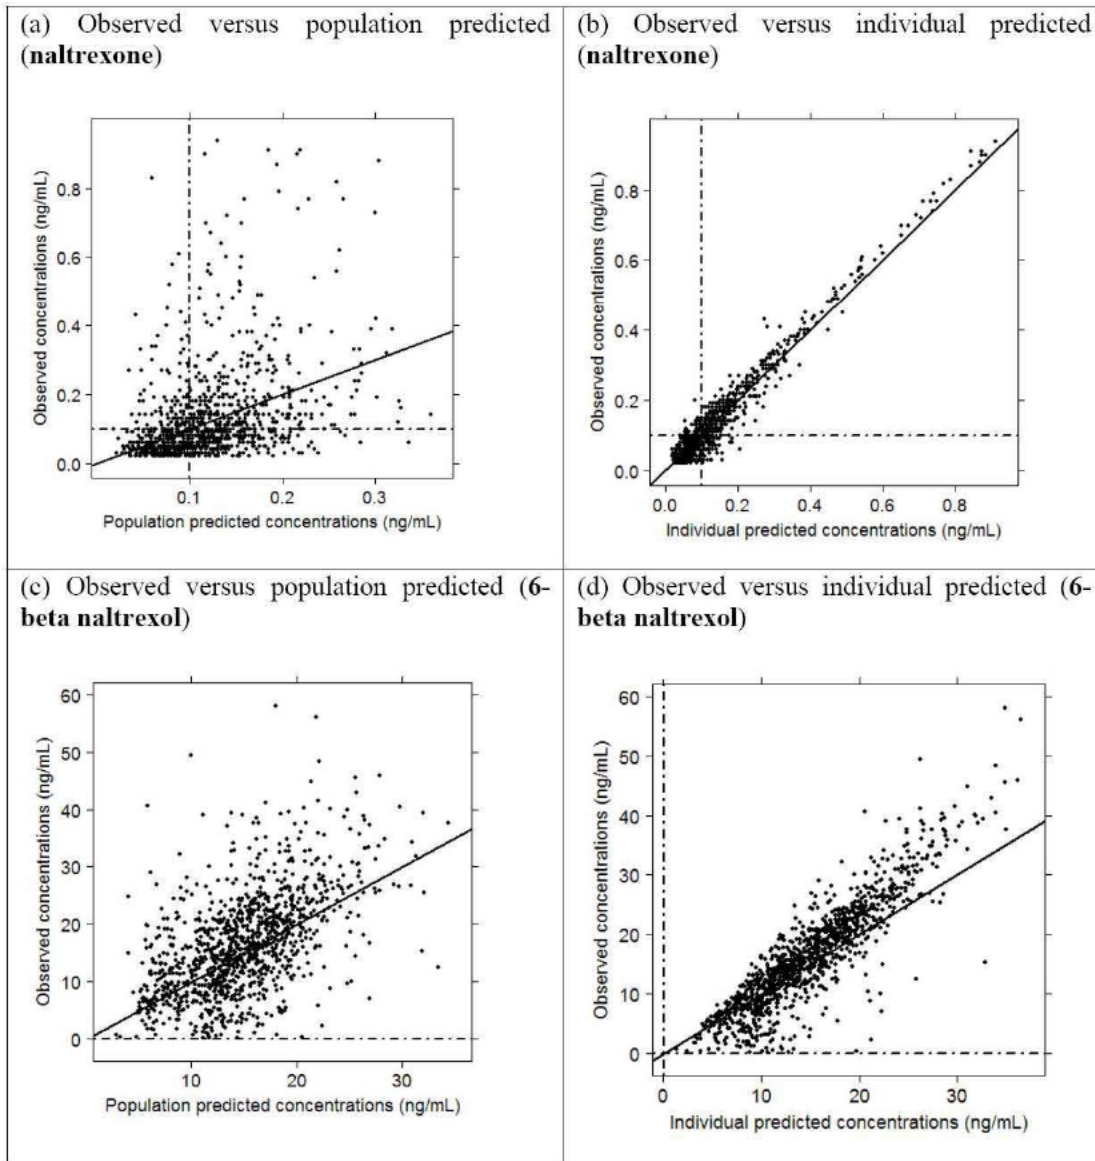 (a) Observed versus population predicted
(naltrexone)
Observed concentrations (ng/mL)
0.8
0.6
0.4
0.2
0.0
0.1
0.2
0.3
Population predicted concentrations (ng/mL)
(b) Observed versus individual predicted
(naltrexone)
Observed concentrations (ng/mL)
0.8
0.6
0.4
0.2
0.0
0.0
0.2
0.4
0.6
0.8
Individual predicted concentrations (ng/mL)
(c) Observed versus population predicted (6-
beta naltrexol)
Observed concentrations (ng/mL)
60
50
40
30
20
10
0
10
20
30
Population predicted concentrations (ng/mL)
(d) Observed versus individual predicted (6-
beta naltrexol)
Observed concentrations (ng/mL)
60
50
40
30
20
10
0
0
10
20
30
Individual predicted concentrations (ng/mL)